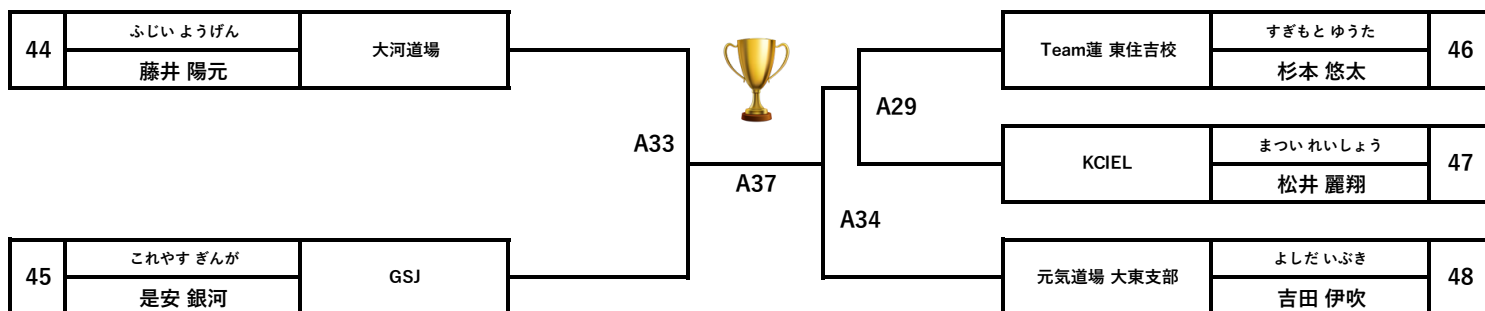 44
ふじい ようげん
藤井 陽元
大河道場
45
これやす ぎんが
是安 銀河
GSJ
A33
A37
A29
A34
Team蓮 東住吉校
すぎもと ゆうた
杉本 悠太
46
KCIEL
まつい れいしょう
松井 麗翔
47
元気道場 大東支部
よしだ いぶき
吉田 伊吹
48